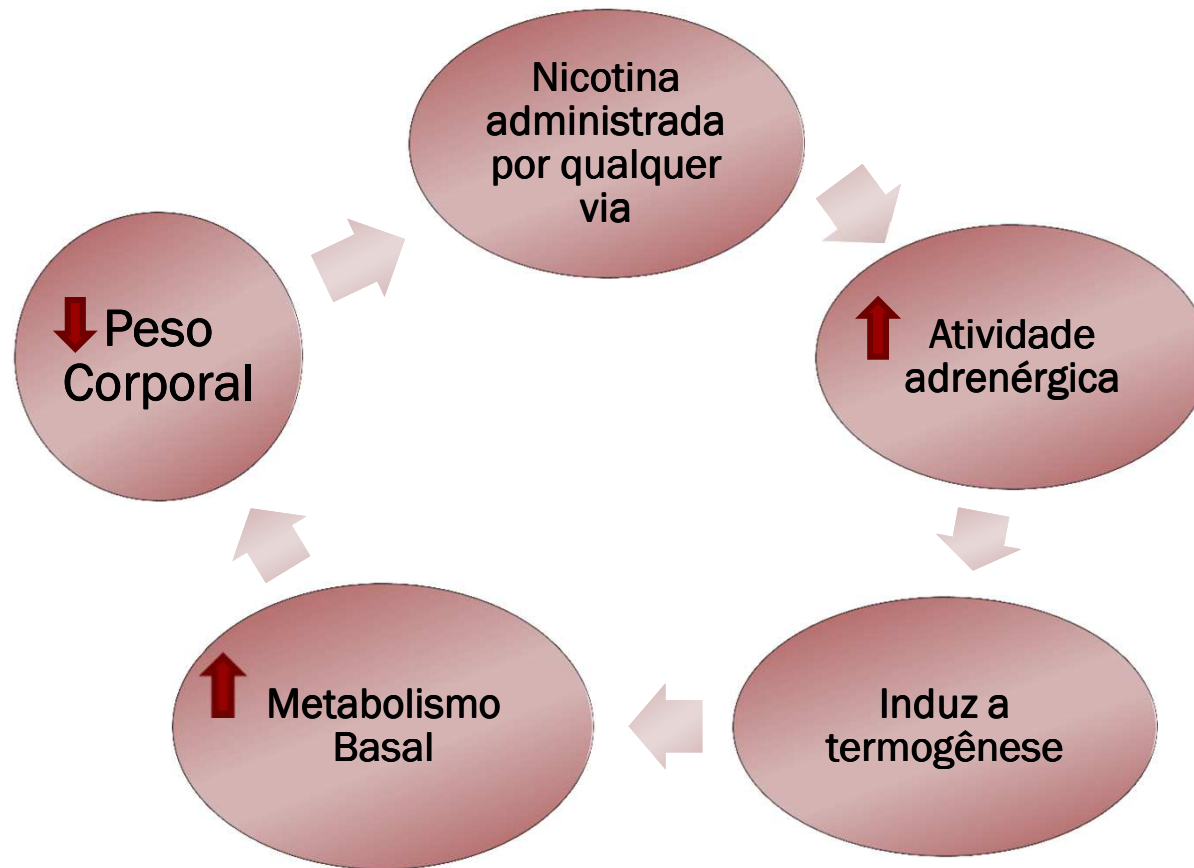 Nicotina
administrada
por qualquer
via
Atividade
adrenérgica
Induz a
termogênese
Metabolismo
Basal
Peso
Corporal